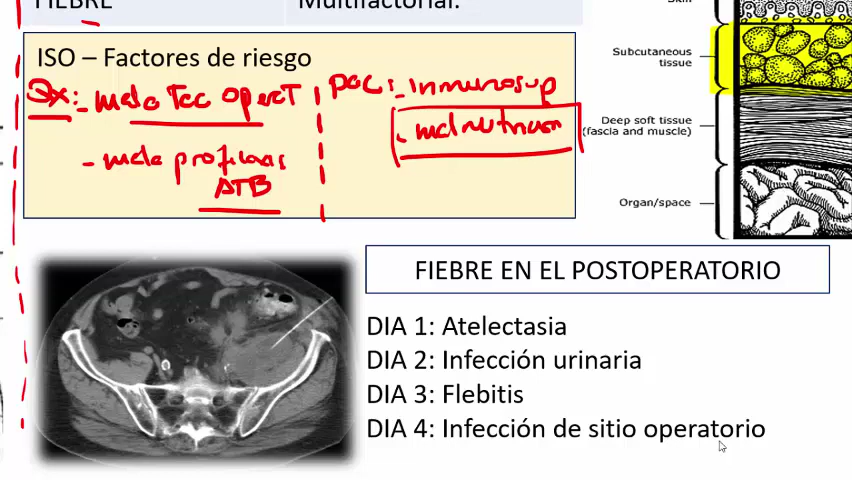 FIEBRE
Multifactorial.
ISO – Factores de riesgo
Qx: - mala Tec operT
- mala profilaxis
ATB
pac: - inmunosup
- malnutrición
Skin
Subcutaneous
tissue
Deep soft tissue
(fascia and muscle)
Organ/space
FIEBRE EN EL POSTOPERATORIO
DIA 1: Atelectasia
DIA 2: Infección urinaria
DIA 3: Flebitis
DIA 4: Infección de sitio operatorio